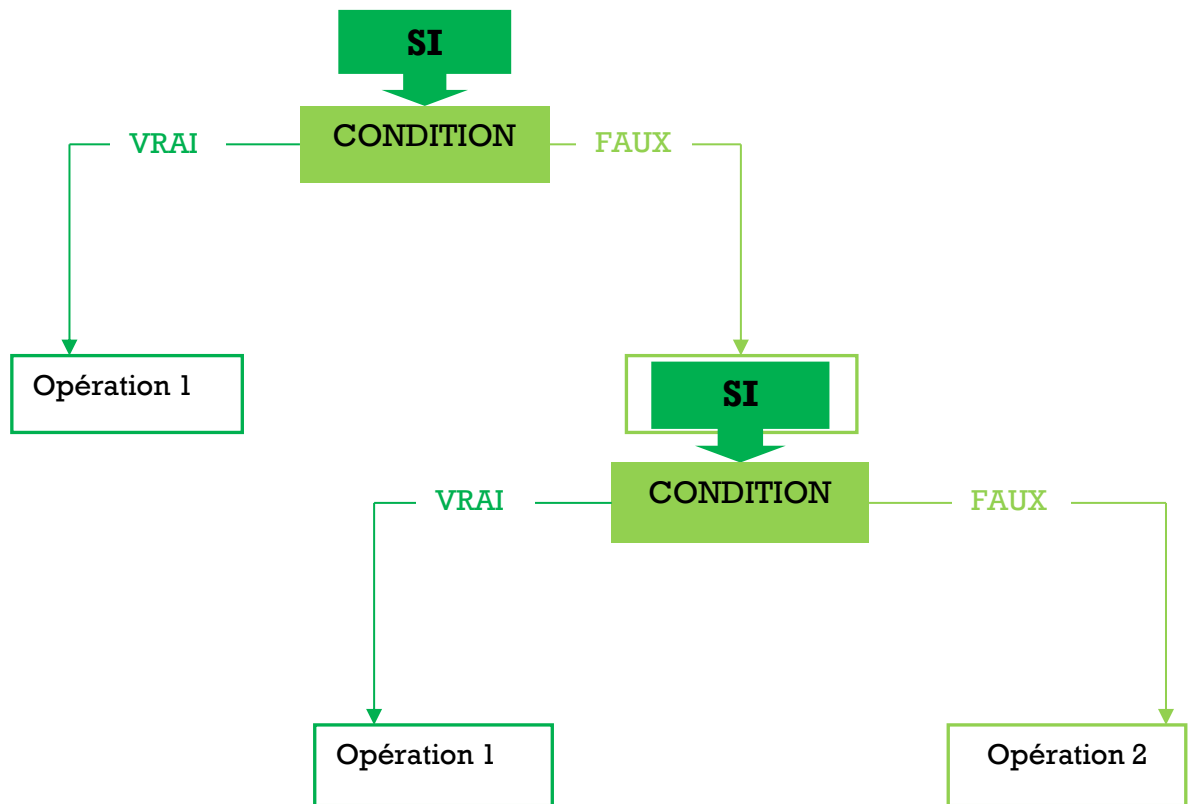 SI
CONDITION
VRAI
FAUX
Opération 1
SI
CONDITION
VRAI
FAUX
Opération 1
Opération 2